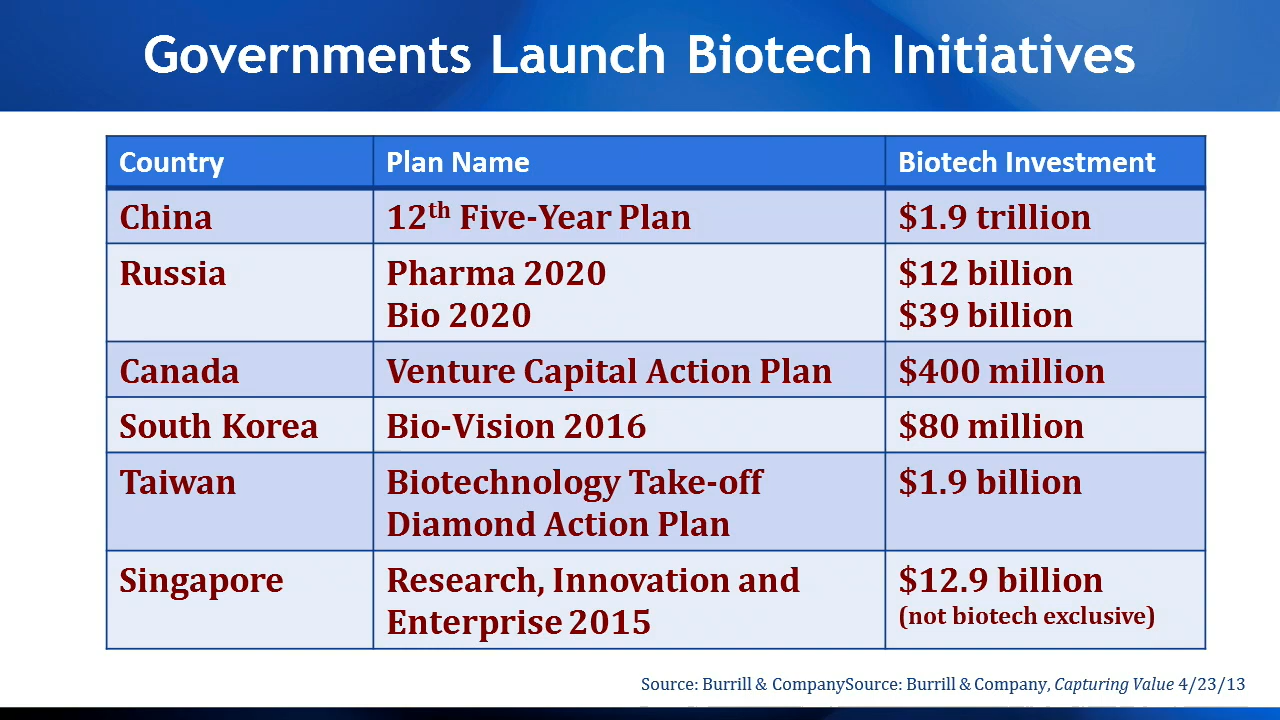 Governments Launch Biotech Initiatives
Country Plan Name Biotech Investment
China 12th Five-Year Plan $1.9 trillion
Russia Pharma 2020 $12 billion
Bio 2020 $39 billion
Canada Venture Capital Action Plan $400 million
South Korea Bio-Vision 2016 $80 million
Taiwan Biotechnology Take-off $1.9 billion
Diamond Action Plan
Singapore Research, Innovation and $12.9 billion
Enterprise 2015 (not biotech exclusive)
Source: Burrill & CompanySource: Burrill & Company, Capturing Value 4/23/13